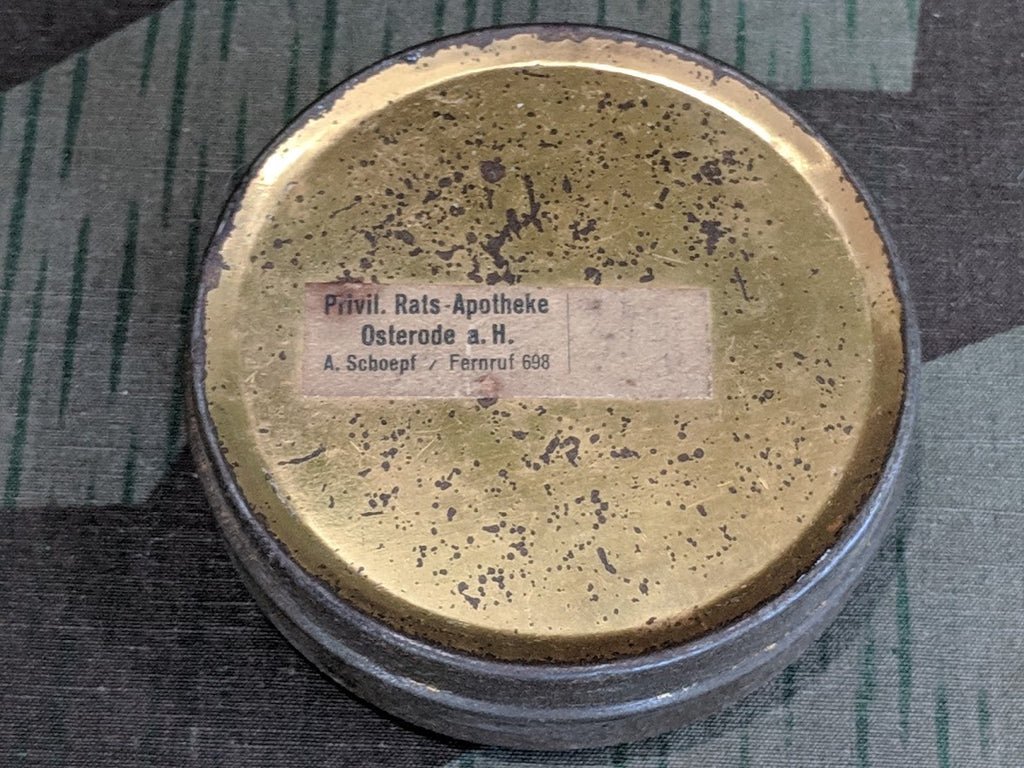 Privil. Rats-Apotheke
Osterode a. H.
A. Schoepf / Fernruf 698